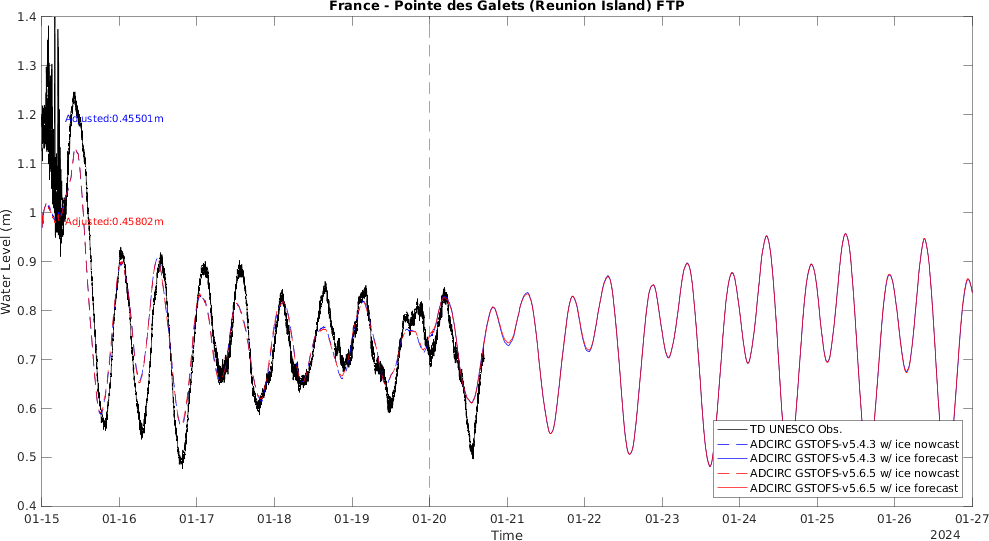 France - Pointe des Galets (Reunion Island) FTP
1.4
1.3
1.2
1.1
1
0.9
0.8
0.7
0.6
0.5
0.4
Water Level (m)
Adjusted:0.45501m
Adjusted:0.45802m
TD UNESCO Obs.
ADCIRC GSTOFS-v5.4.3 w/ ice nowcast
ADCIRC GSTOFS-v5.4.3 w/ ice forecast
ADCIRC GSTOFS-v5.6.5 w/ ice nowcast
ADCIRC GSTOFS-v5.6.5 w/ ice forecast
01-15 01-16 01-17 01-18 01-19 01-20 01-21 01-22 01-23 01-24 01-25 01-26 01-27
Time
2024